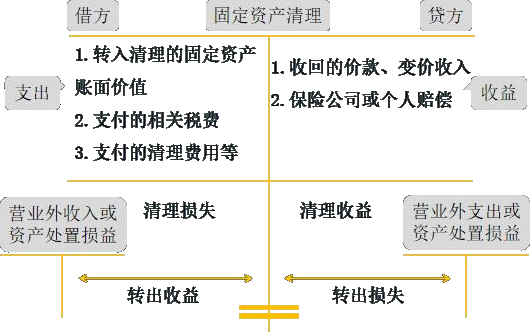 借方
固定资产清理
贷方
支出
1.转入清理的固定资产
账面价值
2.支付的相关税费
3.支付的清理费用等
1.收回的价款、变价收入
2.保险公司或个人赔偿
收益
营业外收入或
资产处置损益
清理损失
清理收益
营业外支出或
资产处置损益
转出收益
转出损失